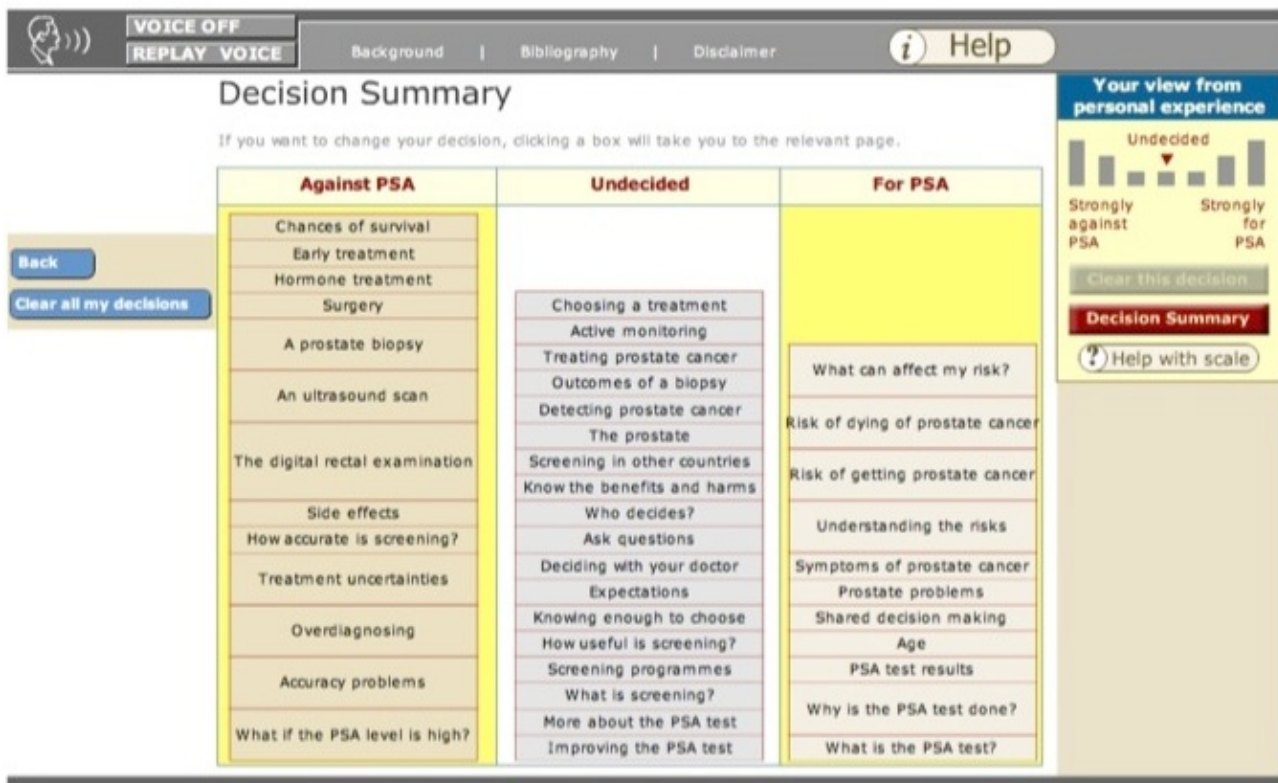 VOICE OFF
REPLAY VOICE
Background | Bibliography | Disclaimer
i Help
Decision Summary
If you want to change your decision, clicking a box will take you to the relevant page.
Back
Clear all my decisions
Against PSA
Chances of survival
Early treatment
Hormone treatment
Surgery
A prostate biopsy
An ultrasound scan
The digital rectal examination
Side effects
How accurate is screening?
Treatment uncertainties
Overdiagnosing
Accuracy problems
What if the PSA level is high?
Undecided
Choosing a treatment
Active monitoring
Treating prostate cancer
Outcomes of a biopsy
Detecting prostate cancer
The prostate
Screening in other countries
Know the benefits and harms
Who decides?
Ask questions
Deciding with your doctor
Expectations
Knowing enough to choose
How useful is screening?
Screening programmes
What is screening?
More about the PSA test
Improving the PSA test
For PSA
What can affect my risk?
Risk of dying of prostate cancer
Risk of getting prostate cancer
Understanding the risks
Symptoms of prostate cancer
Prostate problems
Shared decision making
Age
PSA test results
Why is the PSA test done?
What is the PSA test?
Your view from
personal experience
Undecided
Strongly
against
PSA
Strongly
for
PSA
Clear this decision
Decision Summary
? Help with scale